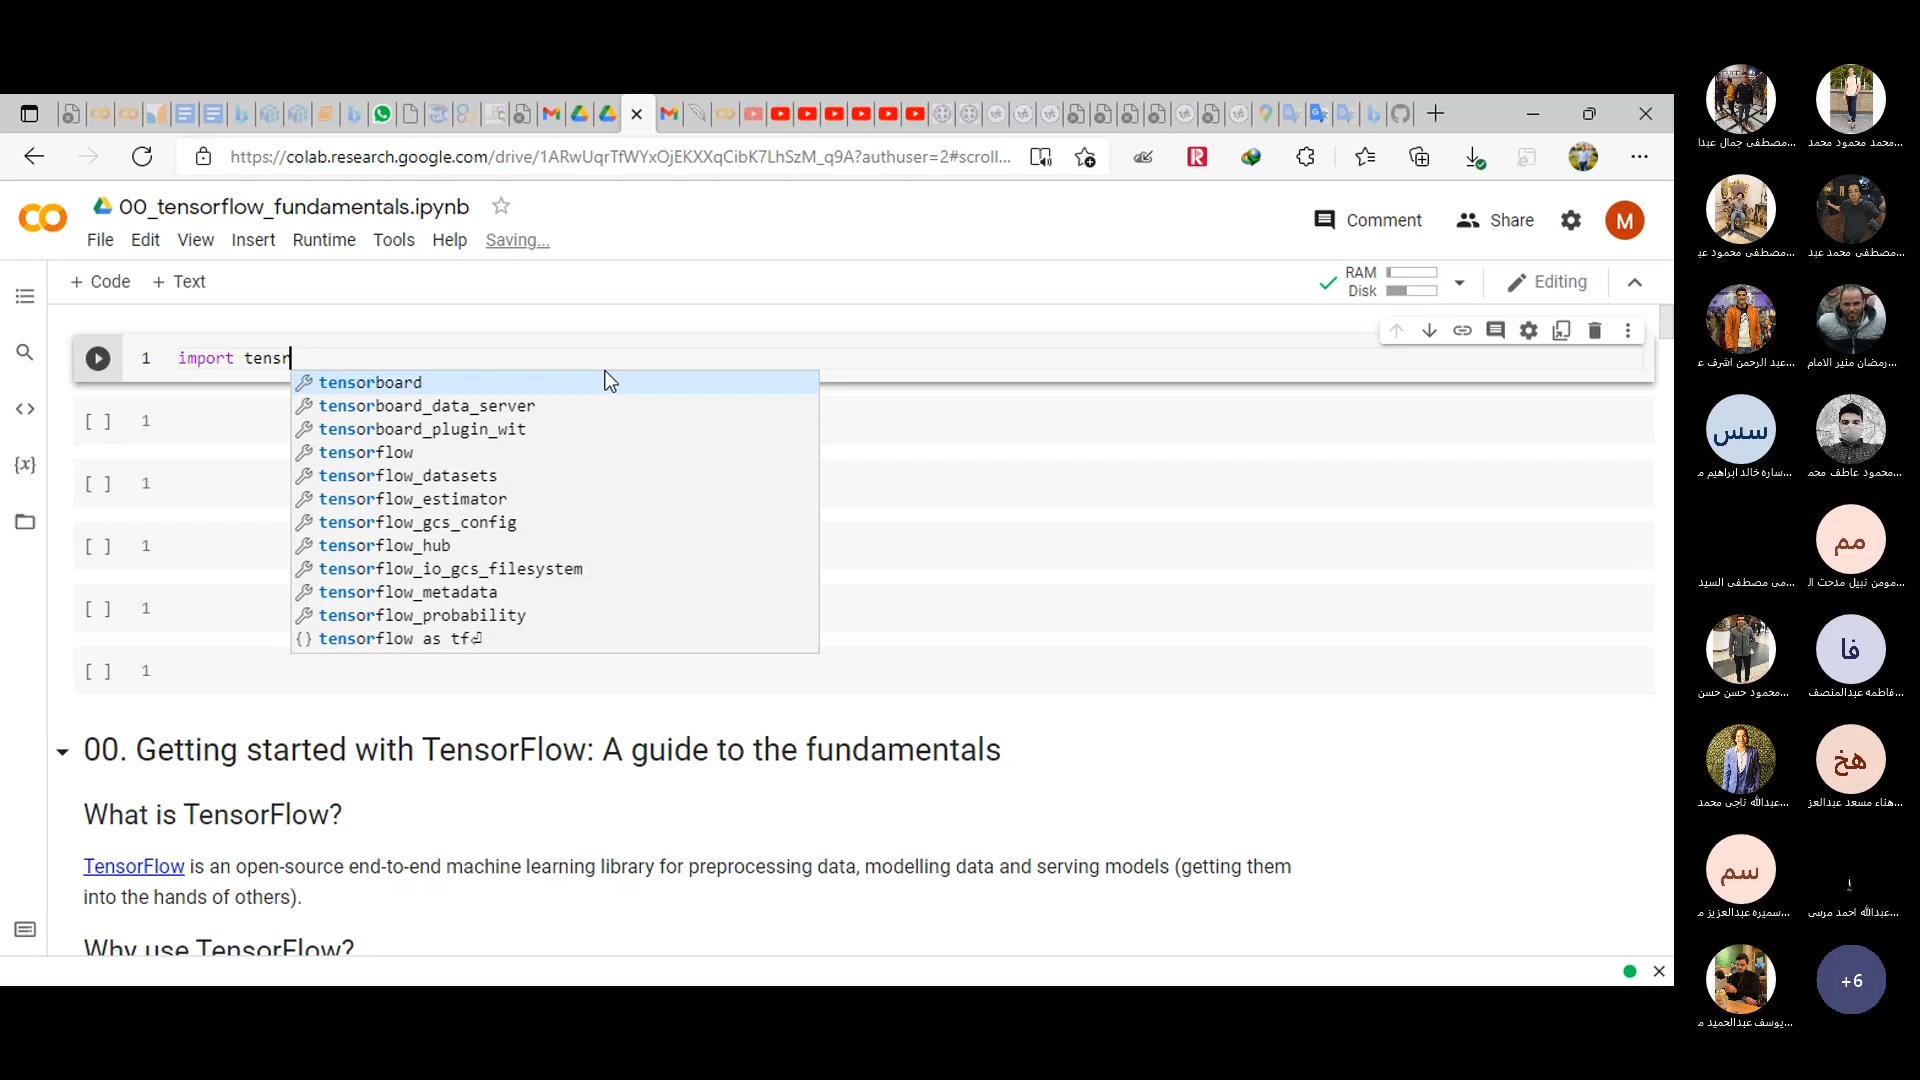 https://colab.research.google.com/drive/1ARwUqrTfWYxOjEKXXqCibK7LhSzM_q9A?authuser=2#scroll...
00_tensorflow_fundamentals.ipynb
Comment
Share
M
File Edit View Insert Runtime Tools Help Saving...
+ Code + Text
RAM
Disk
Editing
1 import tensr
tensorboard
tensorboard_data_server
[ ] 1
tensorboard_plugin_wit
tensorflow
tensorflow_datasets
[ ] 1
tensorflow_estimator
tensorflow_gcs_config
tensorflow_hub
[ ] 1
tensorflow_io_gcs_filesystem
tensorflow_metadata
[ ] 1
tensorflow_probability
tensorflow as tf
[ ] 1
00. Getting started with TensorFlow: A guide to the fundamentals
What is TensorFlow?
TensorFlow is an open-source end-to-end machine learning library for preprocessing data, modelling data and serving models (getting them
into the hands of others).
Why use TensorFlow?
مصطفى جمال عبدا...
محمد محمود محمد...
مصطفى محمود عب...
مصطفى محمد عبد...
عبد الرحمن اشرف ع...
رمضان منير الامام...
سس
ساره خالد ابراهيم م...
محمود عاطف محم...
مى مصطفى السيد...
مم
مومن نبيل مدحت ال...
محمود حسن حسن...
فا
فاطمه عبدالمنصف...
عبدالله ناجى محمد...
هخ
هناء مسعد عبدالعز...
سم
سميره عبدالعزيز م...
عبدالله احمد مرسى...
يوسف عبدالحميد م...
+6